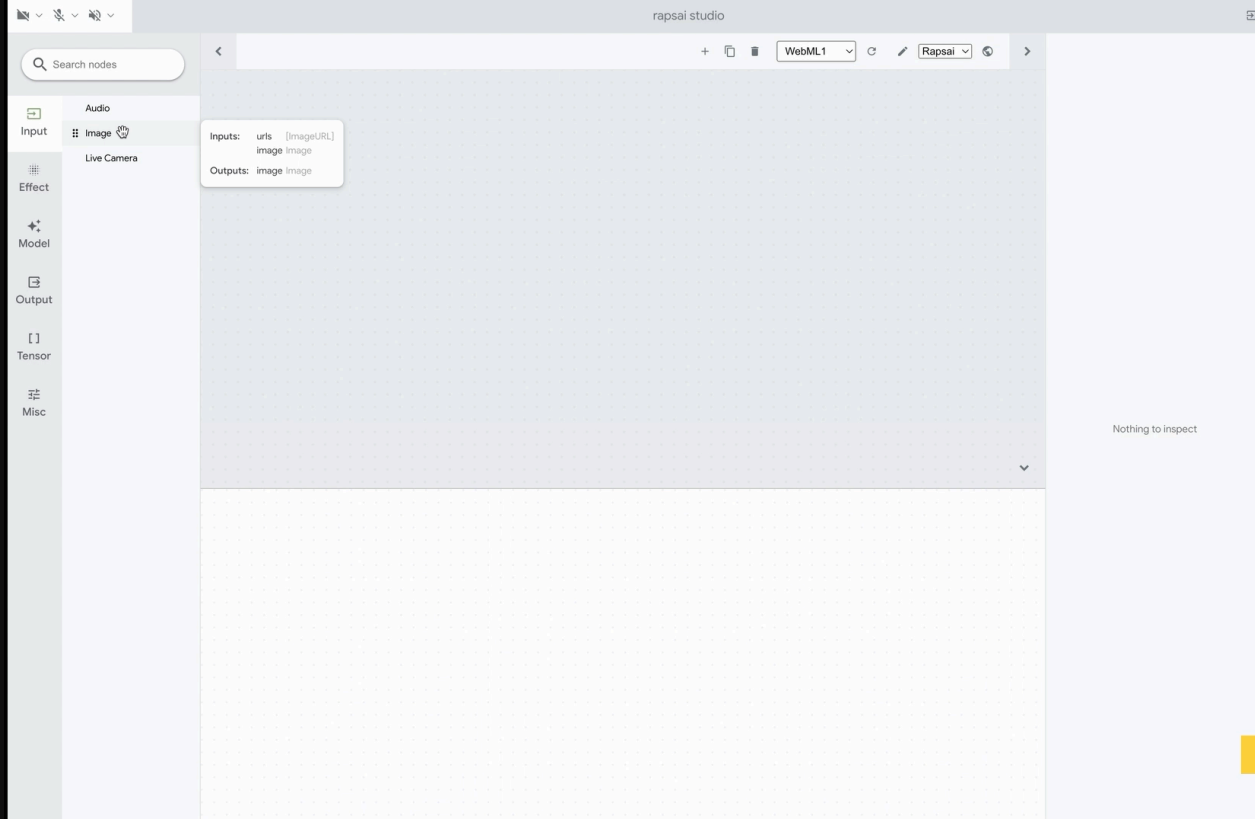 rapsai studio
Search nodes
WebML1
Rapsai
Input
Effect
Model
Output
Tensor
Misc
Audio
Image
Live Camera
Inputs: urls [ImageURL]
image Image
Outputs: image Image
Nothing to inspect